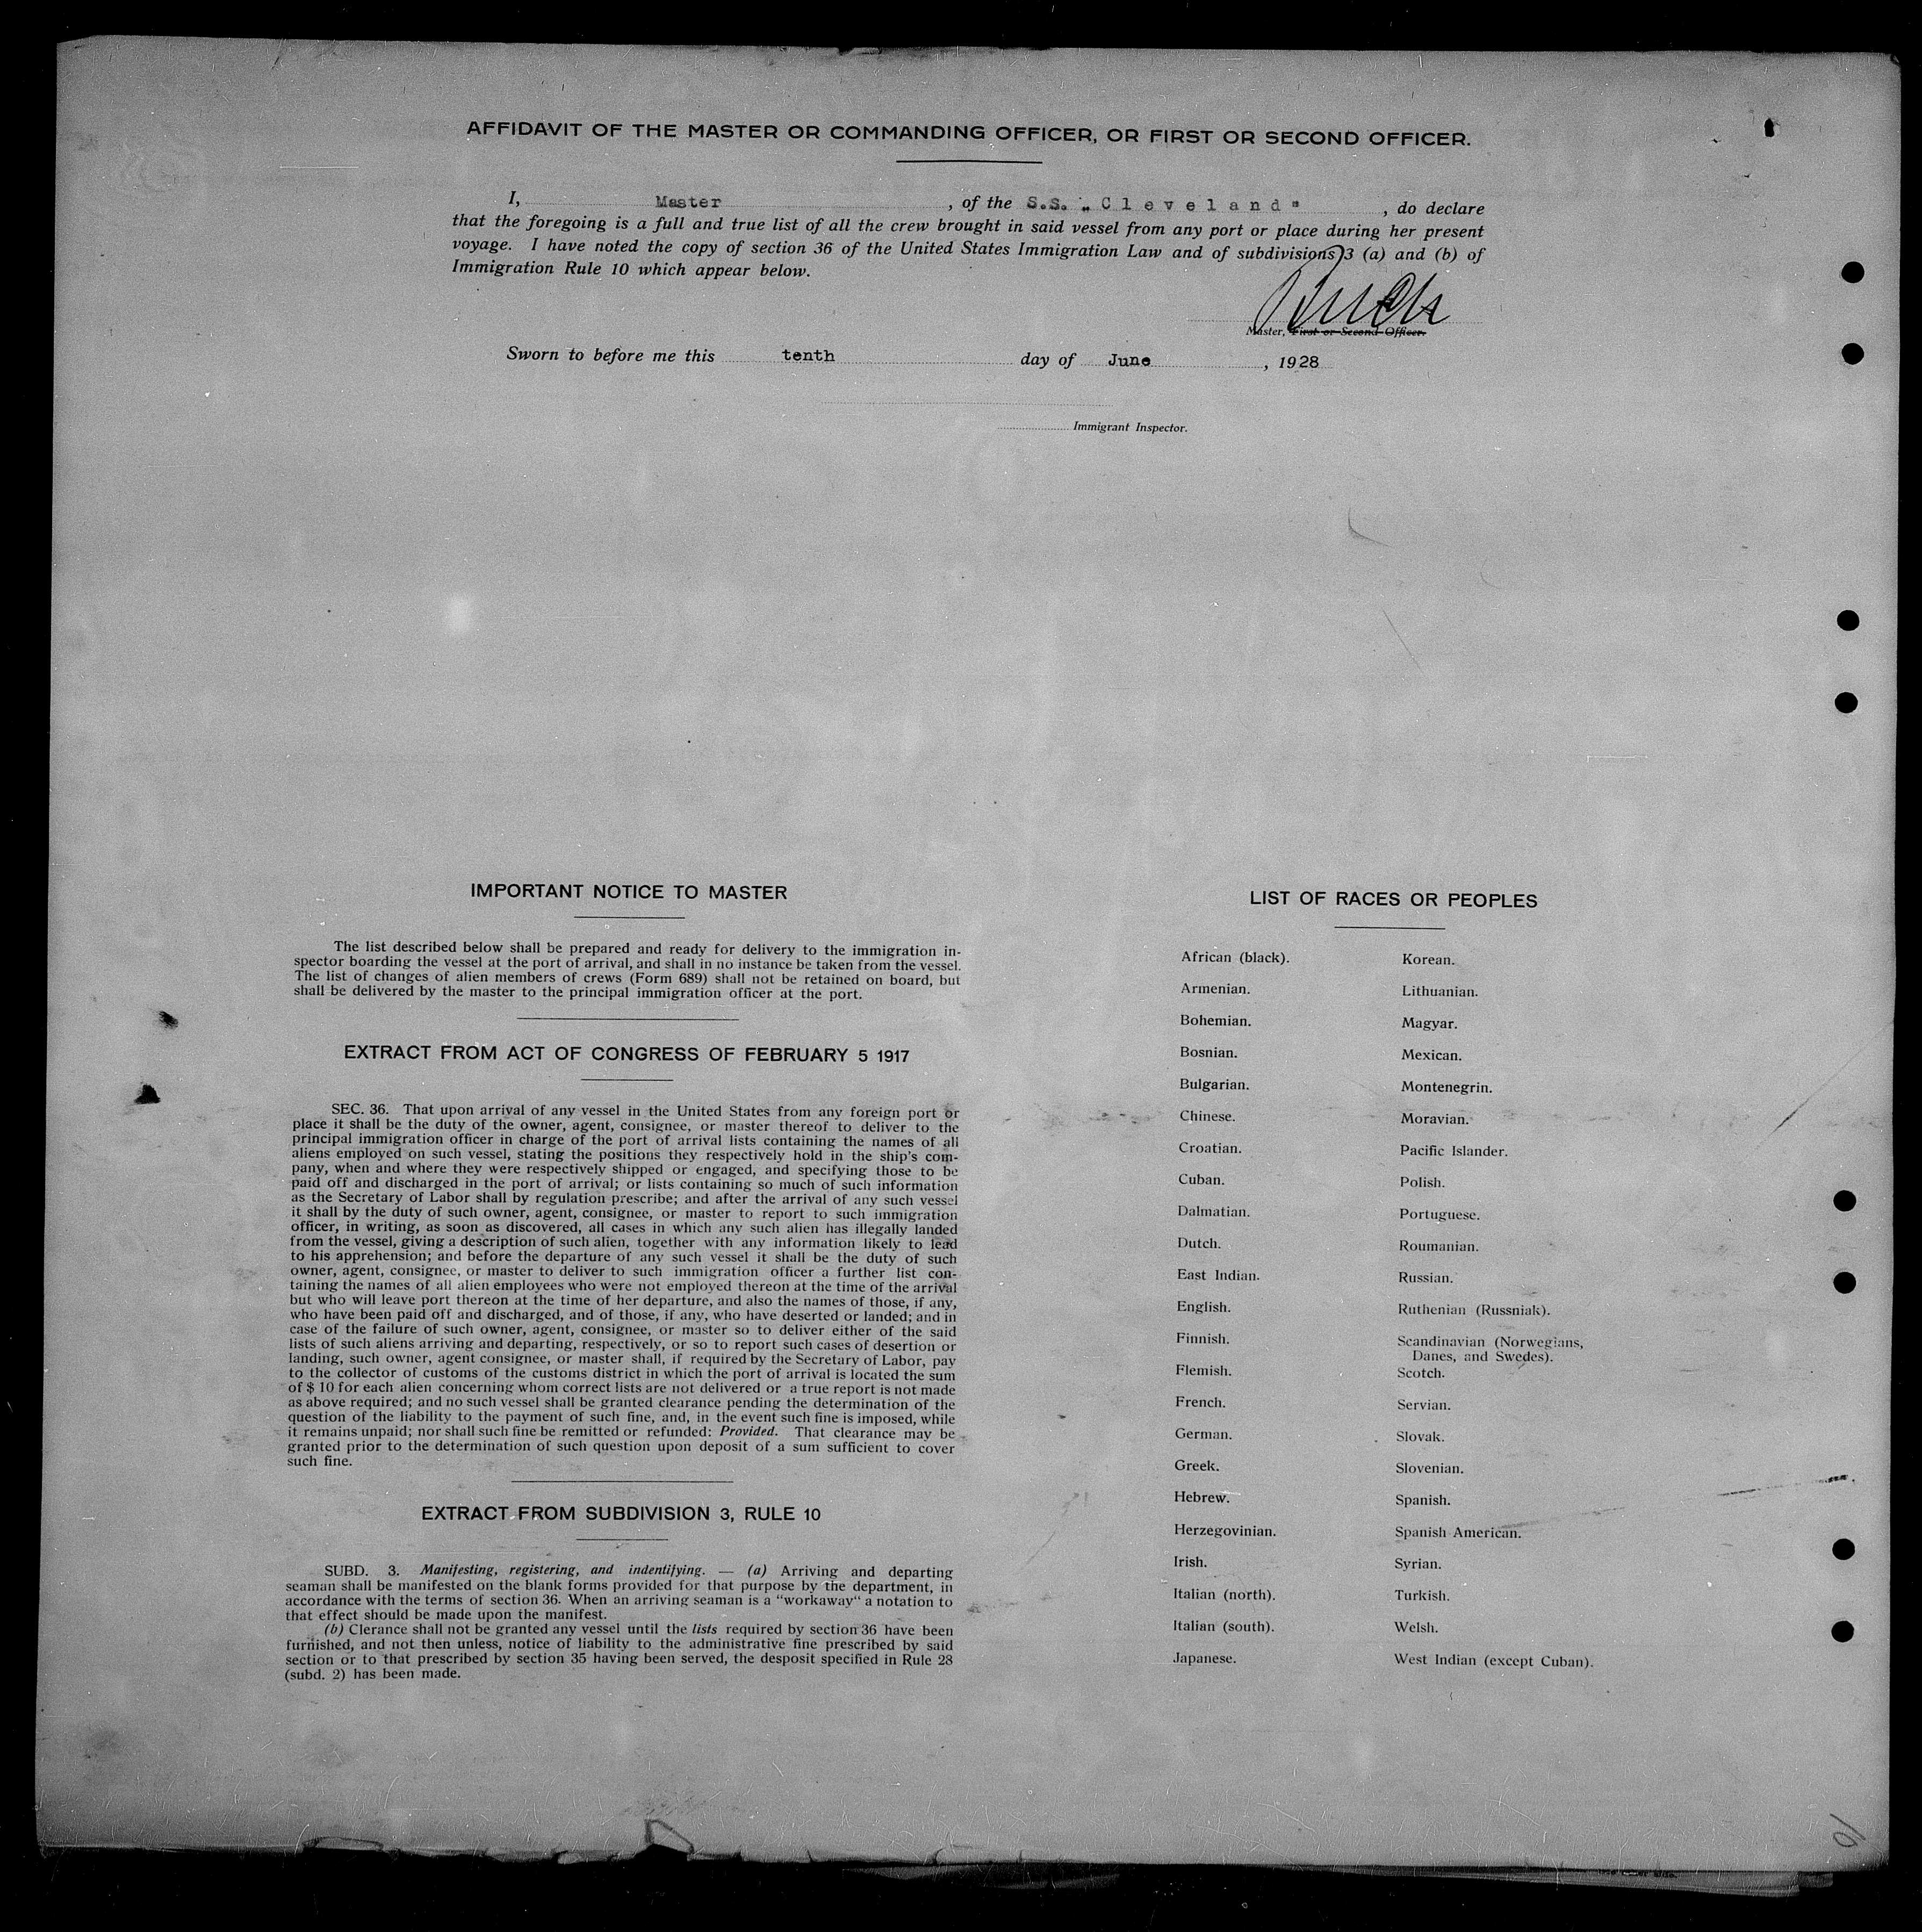 AFFIDAVIT OF THE MASTER OR COMMANDING OFFICER, OR FIRST OR SECOND OFFICER.
I, Master , of the S.S. „Cleveland" , do declare
that the foregoing is a full and true list of all the crew brought in said vessel from any port or place during her present
voyage. I have noted the copy of section 36 of the United States Immigration Law and of subdivisions 3 (a) and (b) of
Immigration Rule 10 which appear below.
Master, First or Second Officer.
Sworn to before me this tenth day of June , 1928
Immigrant Inspector.
IMPORTANT NOTICE TO MASTER
The list described below shall be prepared and ready for delivery to the immigration in-
spector boarding the vessel at the port of arrival, and shall in no instance be taken from the vessel.
The list of changes of alien members of crews (Form 689) shall not be retained on board, but
shall be delivered by the master to the principal immigration officer at the port.
EXTRACT FROM ACT OF CONGRESS OF FEBRUARY 5 1917
SEC. 36. That upon arrival of any vessel in the United States from any foreign port or
place it shall be the duty of the owner, agent, consignee, or master thereof to deliver to the
principal immigration officer in charge of the port of arrival lists containing the names of all
aliens employed on such vessel, stating the positions they respectively hold in the ship's com-
pany, when and where they were respectively shipped or engaged, and specifying those to be
paid off and discharged in the port of arrival; or lists containing so much of such information
as the Secretary of Labor shall by regulation prescribe; and after the arrival of any such vessel
it shall by the duty of such owner, agent, consignee, or master to report to such immigration
officer, in writing, as soon as discovered, all cases in which any such alien has illegally landed
from the vessel, giving a description of such alien, together with any information likely to lead
to his apprehension; and before the departure of any such vessel it shall be the duty of such
owner, agent, consignee, or master to deliver to such immigration officer a further list con-
taining the names of all alien employees who were not employed thereon at the time of the arrival
but who will leave port thereon at the time of her departure, and also the names of those, if any,
who have been paid off and discharged, and of those, if any, who have deserted or landed; and in
case of the failure of such owner, agent, consignee, or master so to deliver either of the said
lists of such aliens arriving and departing, respectively, or so to report such cases of desertion or
landing, such owner, agent consignee, or master shall, if required by the Secretary of Labor, pay
to the collector of customs of the customs district in which the port of arrival is located the sum
of $ 10 for each alien concerning whom correct lists are not delivered or a true report is not made
as above required; and no such vessel shall be granted clearance pending the determination of the
question of the liability to the payment of such fine, and, in the event such fine is imposed, while
it remains unpaid; nor shall such fine be remitted or refunded: Provided. That clearance may be
granted prior to the determination of such question upon deposit of a sum sufficient to cover
such fine.
EXTRACT FROM SUBDIVISION 3, RULE 10
SUBD. 3. Manifesting, registering, and indentifying. — (a) Arriving and departing
seaman shall be manifested on the blank forms provided for that purpose by the department, in
accordance with the terms of section 36. When an arriving seaman is a "workaway" a notation to
that effect should be made upon the manifest.
(b) Clerance shall not be granted any vessel until the lists required by section 36 have been
furnished, and not then unless, notice of liability to the administrative fine prescribed by said
section or to that prescribed by section 35 having been served, the desposit specified in Rule 28
(subd. 2) has been made.
LIST OF RACES OR PEOPLES
African (black).
Armenian.
Bohemian.
Bosnian.
Bulgarian.
Chinese.
Croatian.
Cuban.
Dalmatian.
Dutch.
East Indian.
English.
Finnish.
Flemish.
French.
German.
Greek.
Hebrew.
Herzegovinian.
Irish.
Italian (north).
Italian (south).
Japanese.
Korean.
Lithuanian.
Magyar.
Mexican.
Montenegrin.
Moravian.
Pacific Islander.
Polish.
Portuguese.
Roumanian.
Russian.
Ruthenian (Russniak).
Scandinavian (Norwegians,
Danes, and Swedes).
Scotch.
Servian.
Slovak.
Slovenian.
Spanish.
Spanish American.
Syrian.
Turkish.
Welsh.
West Indian (except Cuban).
10